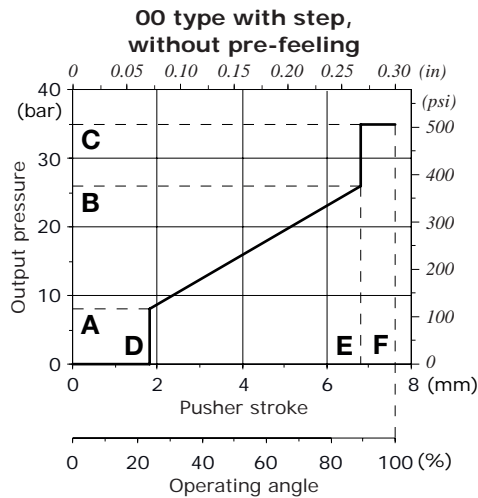 00 type with step,
without pre-feeling
0 0.05 0.10 0.15 0.20 0.25 0.30 (in)
40
(bar)
(psi)
C
500
30
400
B
300
20
200
10
A
100
D
E
F
0
0
Output pressure
0 2 4 6 8 (mm)
Pusher stroke
0 20 40 60 80 100 (%)
Operating angle